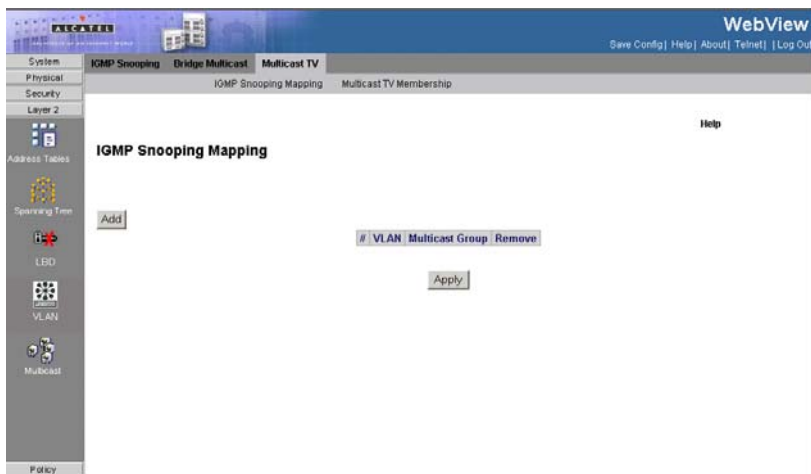 ALCATEL
WebView
Save Config| Help| About| Telnet| |Log Out
System
Physical
Security
Layer 2
Address Tables
Spanning Tree
LBD
VLAN
Multicast
Policy
IGMP Snooping Bridge Multicast Multicast TV
IGMP Snooping Mapping Multicast TV Membership
Help
IGMP Snooping Mapping
Add
# VLAN Multicast Group Remove
Apply